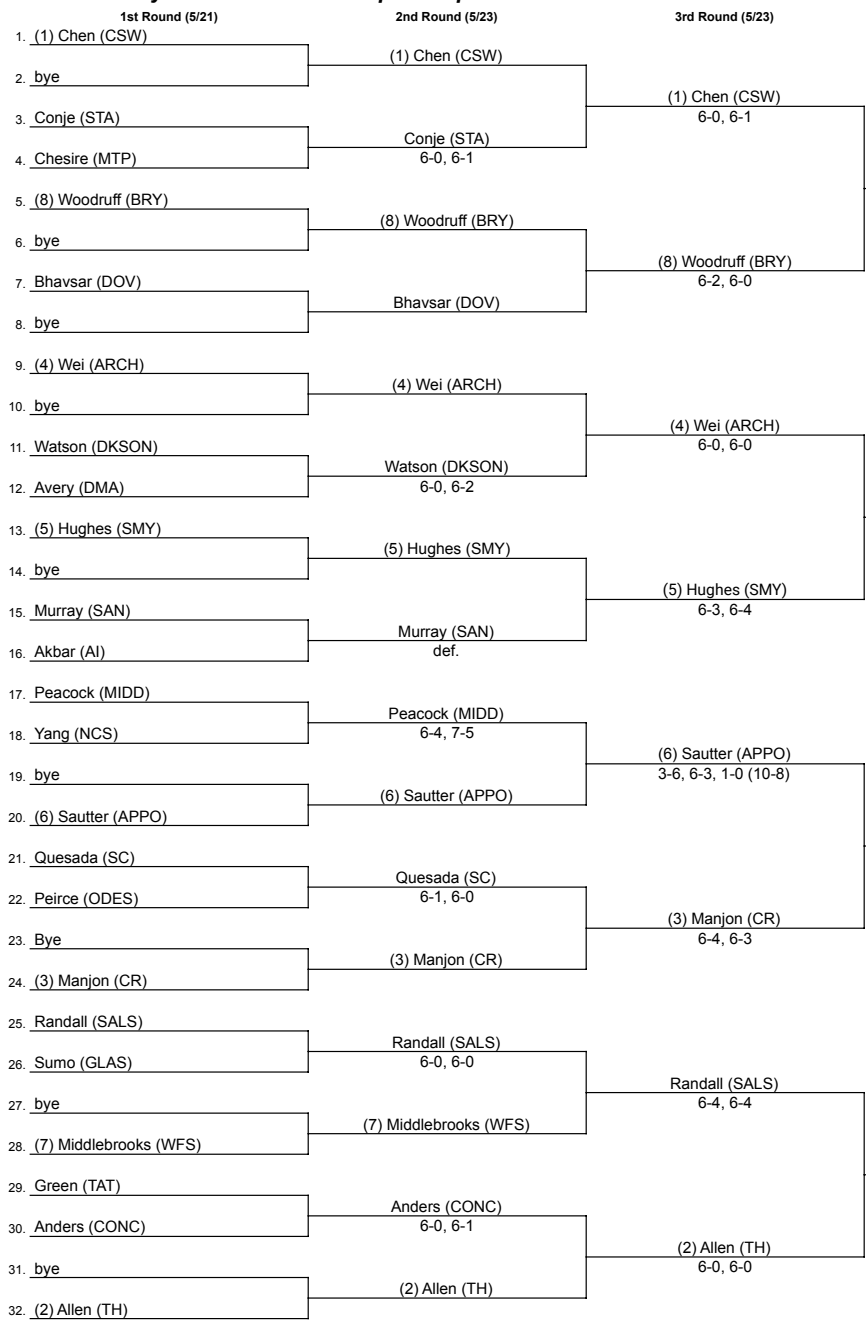 1st Round (5/21)
2nd Round (5/23)
3rd Round (5/23)
1. (1) Chen (CSW)
2. bye
3. Conje (STA)
4. Chesire (MTP)
5. (8) Woodruff (BRY)
6. bye
7. Bhavsar (DOV)
8. bye
9. (4) Wei (ARCH)
10. bye
11. Watson (DKSON)
12. Avery (DMA)
13. (5) Hughes (SMY)
14. bye
15. Murray (SAN)
16. Akbar (AI)
17. Peacock (MIDD)
18. Yang (NCS)
19. bye
20. (6) Sautter (APPO)
21. Quesada (SC)
22. Peirce (ODES)
23. Bye
24. (3) Manjon (CR)
25. Randall (SALS)
26. Sumo (GLAS)
27. bye
28. (7) Middlebrooks (WFS)
29. Green (TAT)
30. Anders (CONC)
31. bye
32. (2) Allen (TH)
(1) Chen (CSW)
Conje (STA)
6-0, 6-1
(8) Woodruff (BRY)
Bhavsar (DOV)
(4) Wei (ARCH)
Watson (DKSON)
6-0, 6-2
(5) Hughes (SMY)
Murray (SAN)
def.
Peacock (MIDD)
6-4, 7-5
(6) Sautter (APPO)
Quesada (SC)
6-1, 6-0
(3) Manjon (CR)
Randall (SALS)
6-0, 6-0
(7) Middlebrooks (WFS)
Anders (CONC)
6-0, 6-1
(2) Allen (TH)
(1) Chen (CSW)
6-0, 6-1
(8) Woodruff (BRY)
6-2, 6-0
(4) Wei (ARCH)
6-0, 6-0
(5) Hughes (SMY)
6-3, 6-4
(6) Sautter (APPO)
3-6, 6-3, 1-0 (10-8)
(3) Manjon (CR)
6-4, 6-3
Randall (SALS)
6-4, 6-4
(2) Allen (TH)
6-0, 6-0